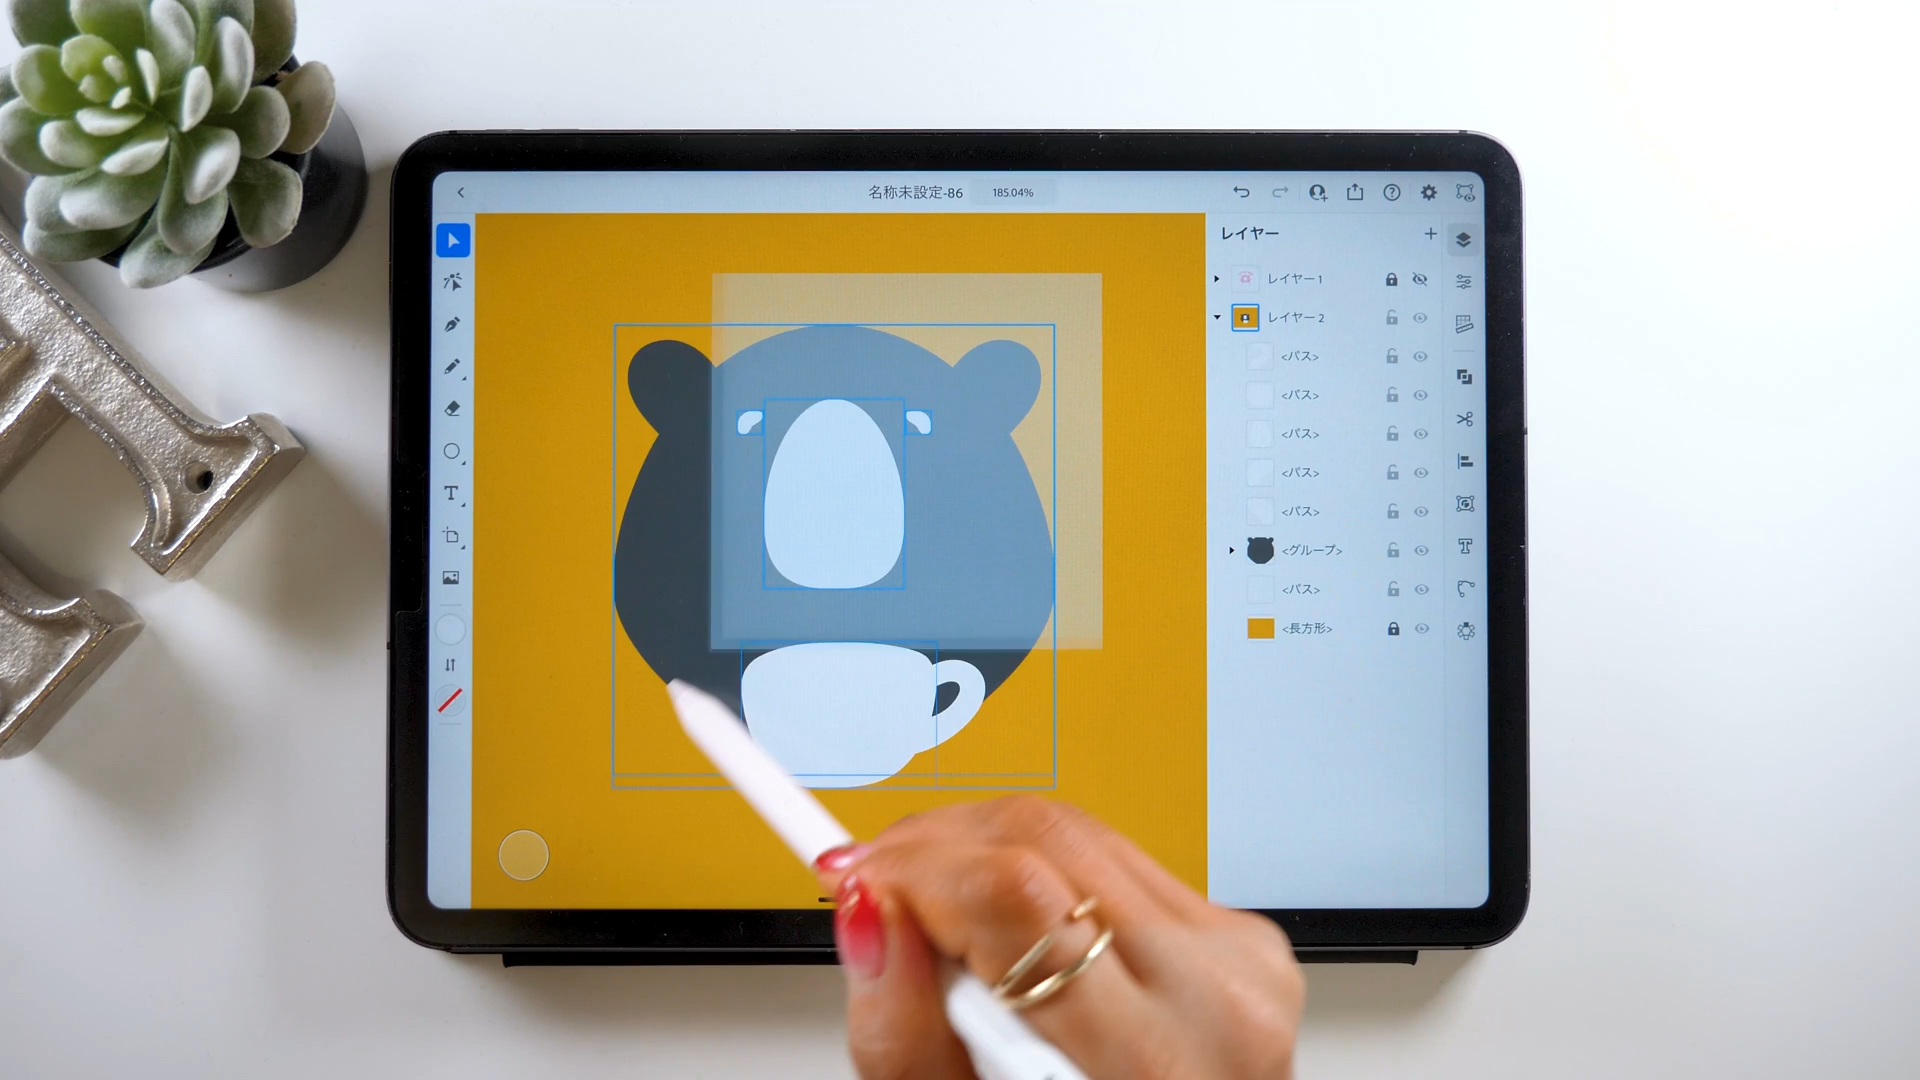 名称未設定-86
185.04%
レイヤー
レイヤー1
レイヤー2
<パス>
<パス>
<パス>
<パス>
<パス>
<グループ>
<パス>
<長方形>